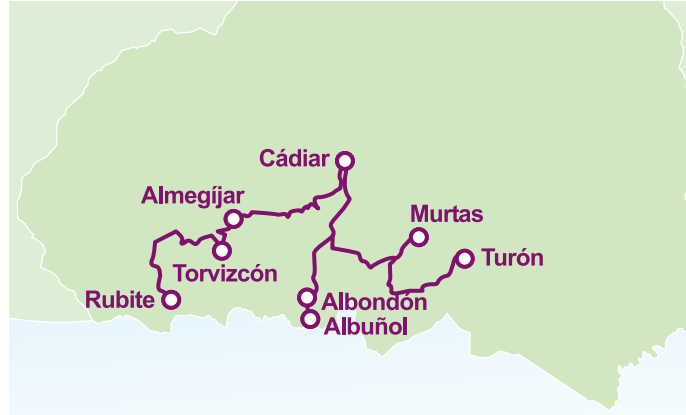 Cádiar
Almegíjar
Murtas
Turón
Torvizcón
Rubite
Albondón
Albuñol